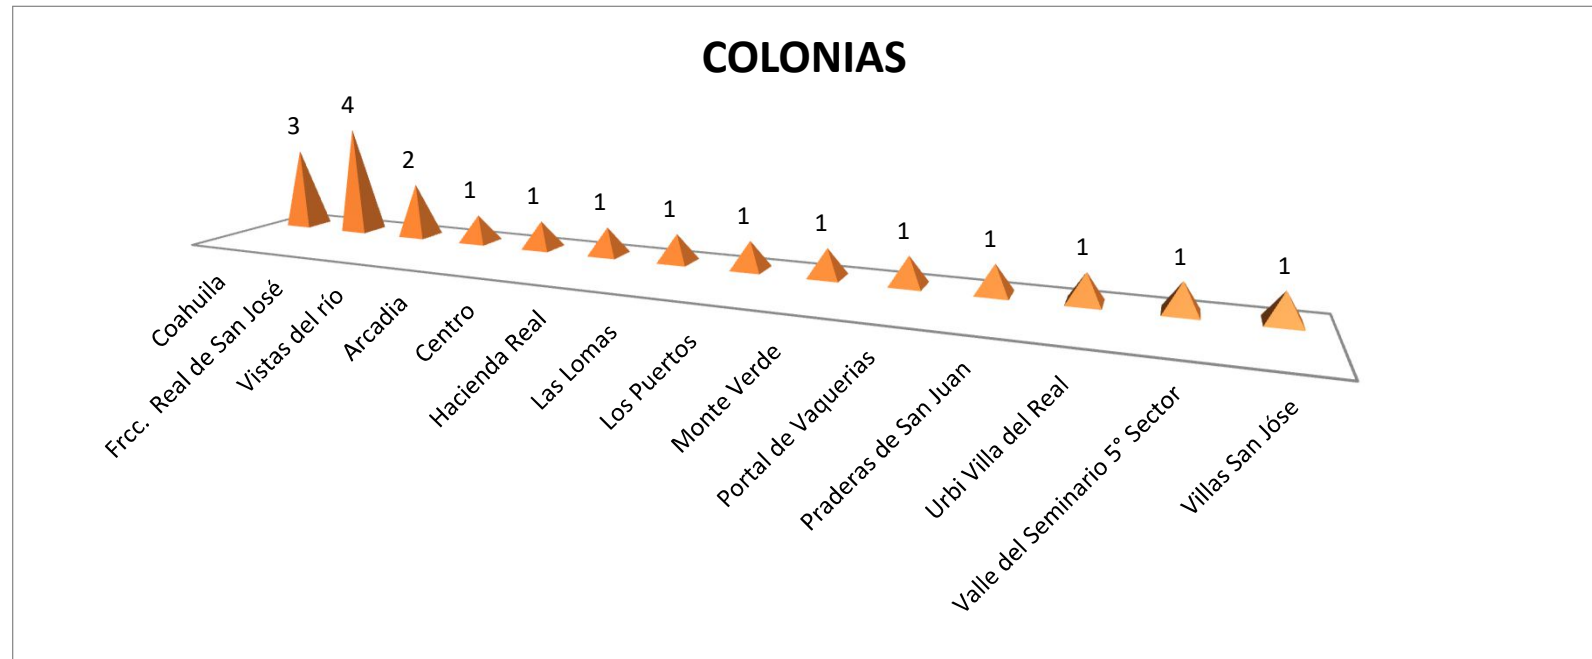 COLONIAS
3
4
2
1
1
1
1
1
1
1
1
1
1
1
Coahuila
Frcc.  Real de San José
Vistas del río
Arcadia
Centro
Hacienda Real
Las Lomas
Los Puertos
Monte Verde
Portal de Vaquerias
Praderas de San Juan
Urbi Villa del Real
Valle del Seminario 5° Sector
Villas San Jóse